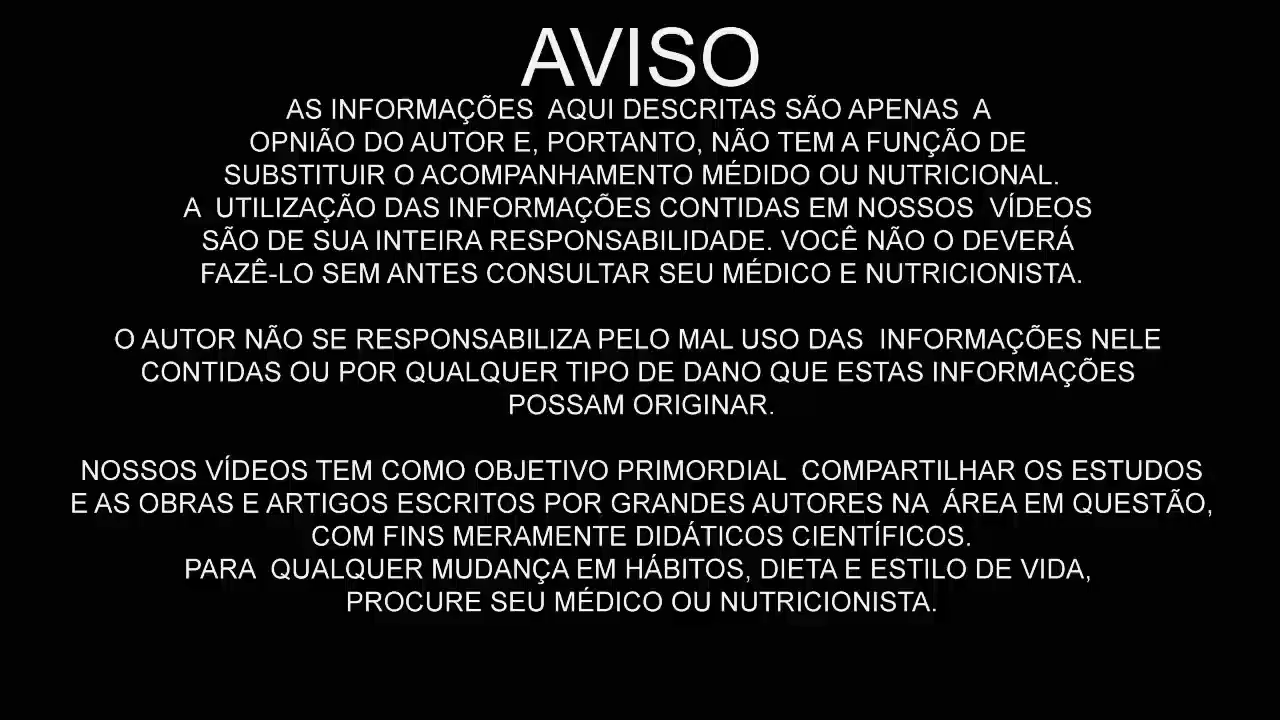 AVISO
AS INFORMAÇÕES AQUI DESCRITAS SÃO APENAS A
OPNIÃO DO AUTOR E, PORTANTO, NÃO TEM A FUNÇÃO DE
SUBSTITUIR O ACOMPANHAMENTO MÉDIDO OU NUTRICIONAL.
A UTILIZAÇÃO DAS INFORMAÇÕES CONTIDAS EM NOSSOS VÍDEOS
SÃO DE SUA INTEIRA RESPONSABILIDADE. VOCÊ NÃO O DEVERÁ
FAZÊ-LO SEM ANTES CONSULTAR SEU MÉDICO E NUTRICIONISTA.
O AUTOR NÃO SE RESPONSABILIZA PELO MAL USO DAS INFORMAÇÕES NELE
CONTIDAS OU POR QUALQUER TIPO DE DANO QUE ESTAS INFORMAÇÕES
POSSAM ORIGINAR.
NOSSOS VÍDEOS TEM COMO OBJETIVO PRIMORDIAL COMPARTILHAR OS ESTUDOS
E AS OBRAS E ARTIGOS ESCRITOS POR GRANDES AUTORES NA ÁREA EM QUESTÃO,
COM FINS MERAMENTE DIDÁTICOS CIENTÍFICOS.
PARA QUALQUER MUDANÇA EM HÁBITOS, DIETA E ESTILO DE VIDA,
PROCURE SEU MÉDICO OU NUTRICIONISTA.